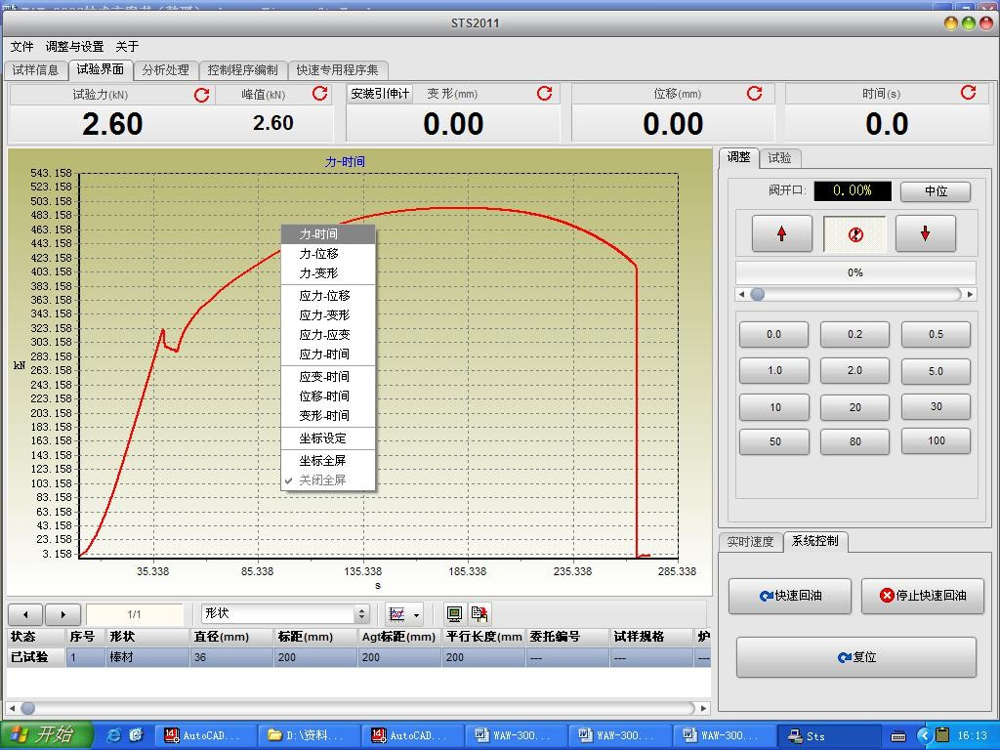 STS2011
文件 调整与设置 关于
试样信息 试验界面 分析处理 控制程序编制 快速专用程序集
试验力(kN) 峰值(kN) 安装引伸计 变形(mm) 位移(mm) 时间(s)
2.60 2.60 0.00 0.00 0.0
力-时间
543.158
523.158
503.158
483.158
463.158
443.158
423.158
403.158
383.158
363.158
343.158
323.158
303.158
283.158
263.158
243.158
223.158
203.158
183.158
163.158
143.158
123.158
103.158
83.158
63.158
43.158
23.158
3.158
kN
35.338 85.338 135.338 185.338 235.338 285.338
s
力-时间
力-位移
力-变形
应力-位移
应力-变形
应力-应变
应力-时间
应变-时间
位移-时间
变形-时间
坐标设定
坐标全屏
关闭全屏
调整 试验
阀开口: 0.00% 中位
0%
0.0 0.2 0.5
1.0 2.0 5.0
10 20 30
50 80 100
实时速度 系统控制
快速回油 停止快速回油
复位
1/1 形状
状态 序号 形状 直径(mm) 标距(mm) Agt标距(mm) 平行长度(mm 委托编号 试样规格 炉
已试验 1 棒材 36 200 200 200 --- --- ---
开始 AutoCAD... D:\资料... AutoCAD... WAW-300... WAW-300... WAW-300... Sts 16:13